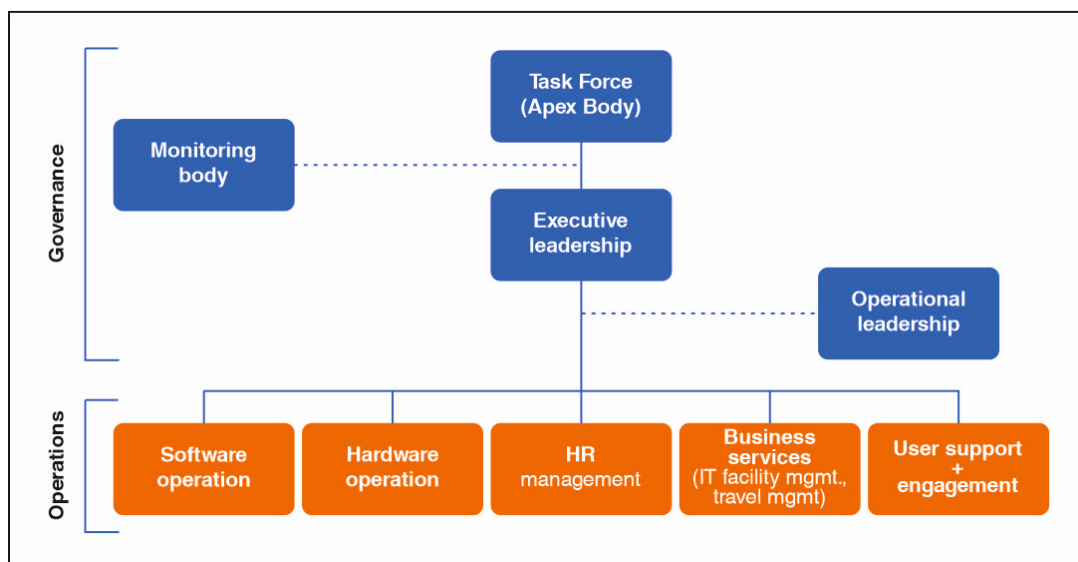 Governance
Task Force
(Apex Body)
Monitoring
body
Executive
leadership
Operational
leadership
Operations
Software
operation
Hardware
operation
HR
management
Business
services
(IT facility mgmt.,
travel mgmt)
User support
+
engagement